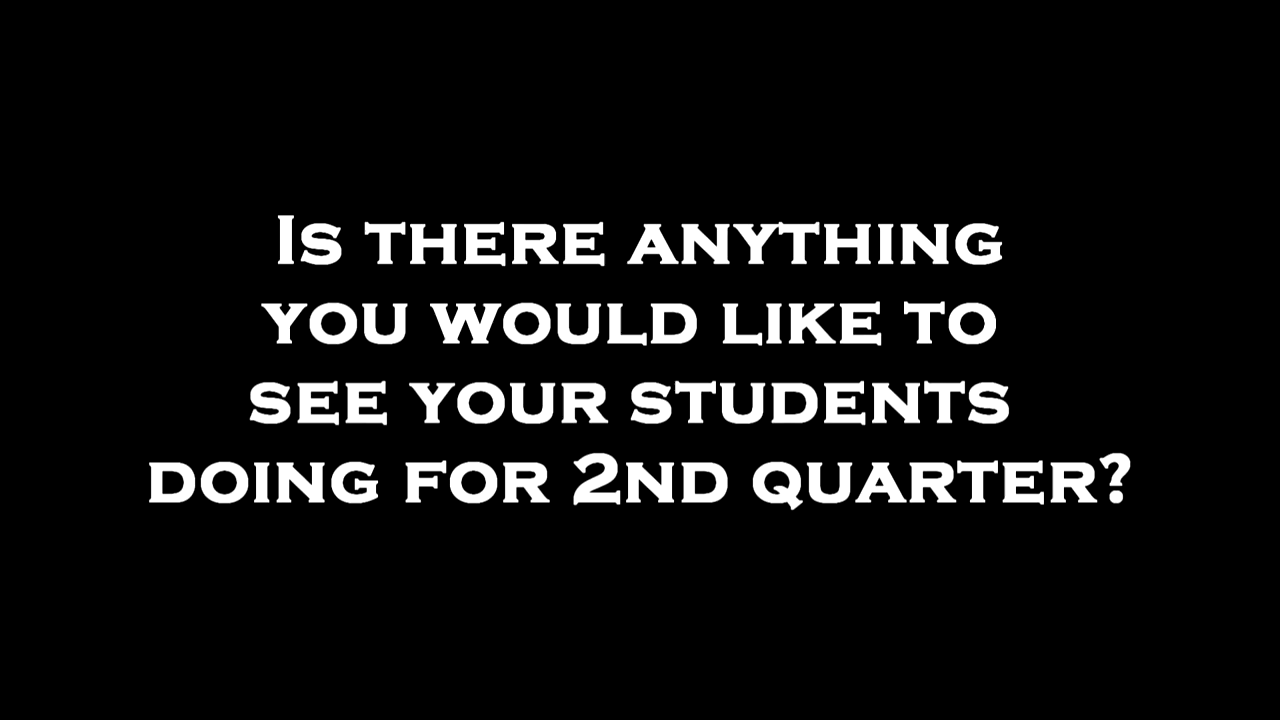 Is there anything
you would like to
see your students
doing for 2nd quarter?